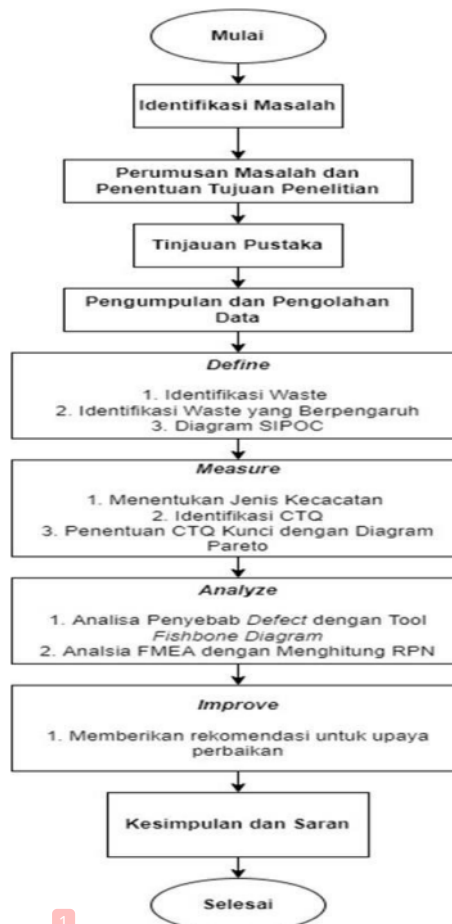 Mulai
Identifikasi Masalah
Perumusan Masalah dan
Penentuan Tujuan Penelitian
Tinjauan Pustaka
Pengumpulan dan Pengolahan
Data
Define
1. Identifikasi Waste
2. Identifikasi Waste yang Berpengaruh
3. Diagram SIPOC
Measure
1. Menentukan Jenis Kecacatan
2. Identifikasi CTQ
3. Penentuan CTQ Kunci dengan Diagram
Pareto
Analyze
1. Analisa Penyebab Defect dengan Tool
Fishbone Diagram
2. Analsia FMEA dengan Menghitung RPN
Improve
1. Memberikan rekomendasi untuk upaya
perbaikan
Kesimpulan dan Saran
Selesai
1